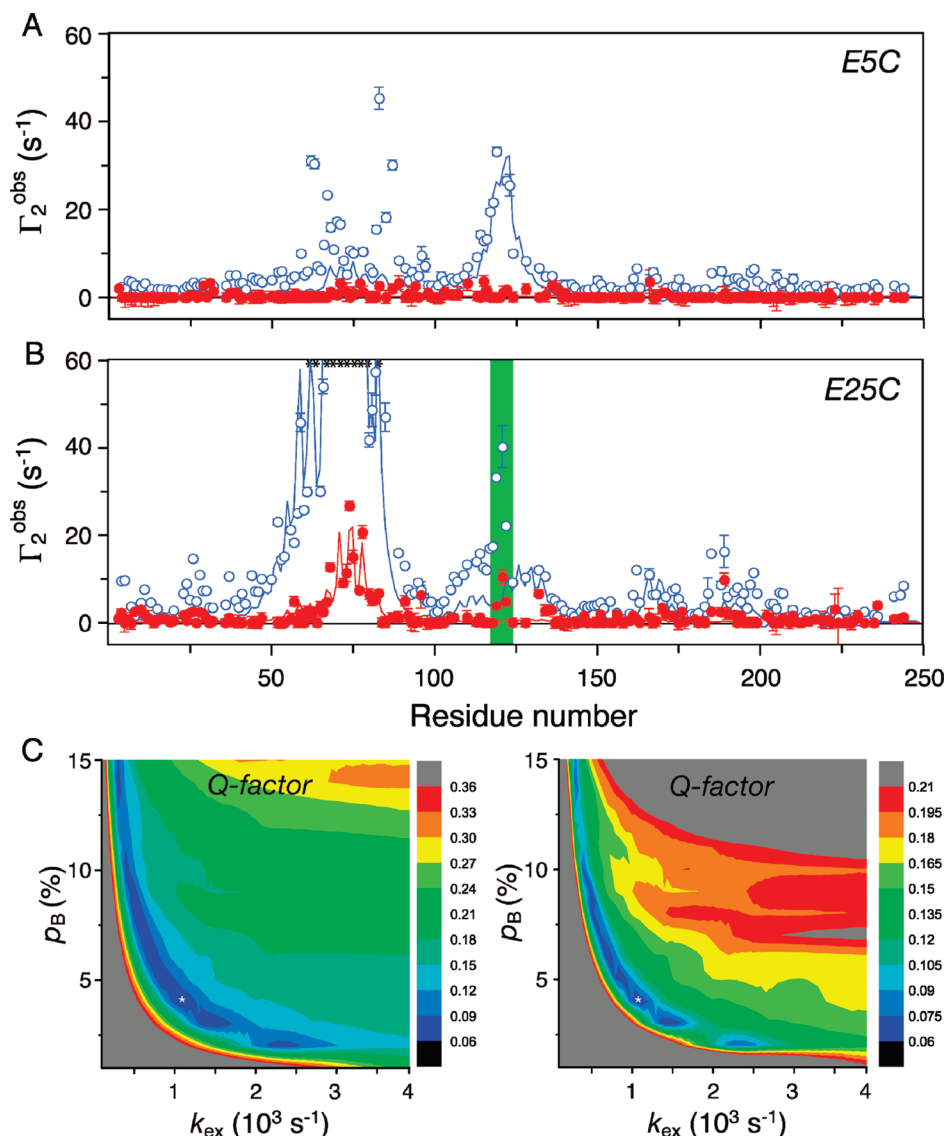 A
60
E5C
40
20
0
Γ₂ᵒᵇˢ (s⁻¹)
B
60
************
E25C
40
20
0
Γ₂ᵒᵇˢ (s⁻¹)
50 100 150 200 250
Residue number
C
15
10
5
pB (%)
Q-factor
*
1 2 3 4
kex (10³ s⁻¹)
0.36
0.33
0.30
0.27
0.24
0.21
0.18
0.15
0.12
0.09
0.06
15
10
5
pB (%)
Q-factor
*
1 2 3 4
kex (10³ s⁻¹)
0.21
0.195
0.18
0.165
0.15
0.135
0.12
0.105
0.09
0.075
0.06